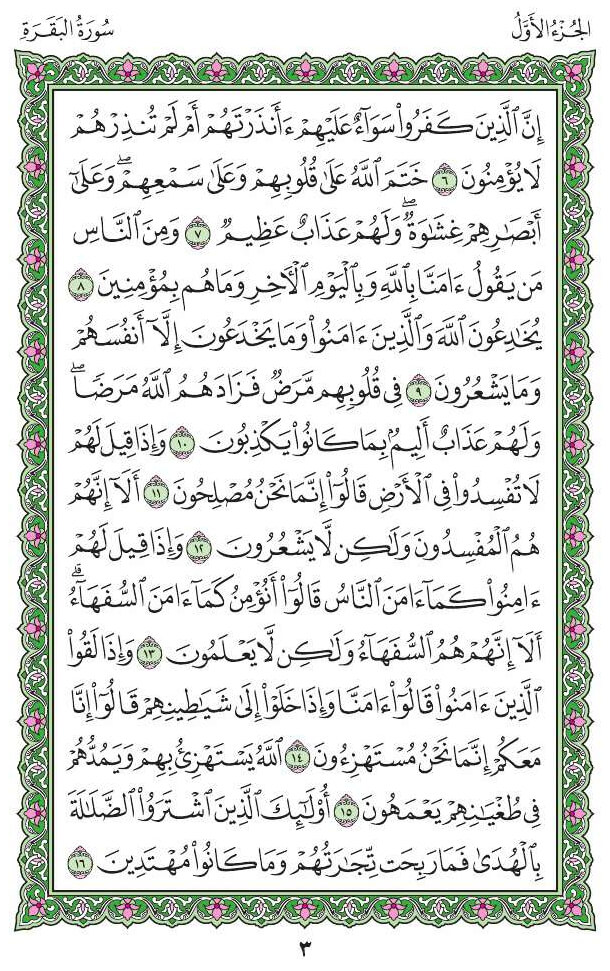 الجُزْءُ الأَوَّلُ
سُورَةُ البَقَرَةِ
إِنَّ ٱلَّذِينَ كَفَرُوا۟ سَوَآءٌ عَلَيْهِمْ ءَأَنذَرْتَهُمْ أَمْ لَمْ تُنذِرْهُمْ
لَا يُؤْمِنُونَ ٦ خَتَمَ ٱللَّهُ عَلَىٰ قُلُوبِهِمْ وَعَلَىٰ سَمْعِهِمْ ۖ وَعَلَىٰٓ
أَبْصَـٰرِهِمْ غِشَـٰوَةٌ ۖ وَلَهُمْ عَذَابٌ عَظِيمٌ ٧ وَمِنَ ٱلنَّاسِ
مَن يَقُولُ ءَامَنَّا بِٱللَّهِ وَبِٱلْيَوْمِ ٱلْـَٔاخِرِ وَمَا هُم بِمُؤْمِنِينَ ٨
يُخَـٰدِعُونَ ٱللَّهَ وَٱلَّذِينَ ءَامَنُوا۟ وَمَا يَخْدَعُونَ إِلَّآ أَنفُسَهُمْ
وَمَا يَشْعُرُونَ ٩ فِى قُلُوبِهِم مَّرَضٌ فَزَادَهُمُ ٱللَّهُ مَرَضًا ۖ
وَلَهُمْ عَذَابٌ أَلِيمٌۢ بِمَا كَانُوا۟ يَكْذِبُونَ ١٠ وَإِذَا قِيلَ لَهُمْ
لَا تُفْسِدُوا۟ فِى ٱلْأَرْضِ قَالُوٓا۟ إِنَّمَا نَحْنُ مُصْلِحُونَ ١١ أَلَآ إِنَّهُمْ
هُمُ ٱلْمُفْسِدُونَ وَلَـٰكِن لَّا يَشْعُرُونَ ١٢ وَإِذَا قِيلَ لَهُمْ
ءَامِنُوا۟ كَمَآ ءَامَنَ ٱلنَّاسُ قَالُوٓا۟ أَنُؤْمِنُ كَمَآ ءَامَنَ ٱلسُّفَهَآءُ ۗ
أَلَآ إِنَّهُمْ هُمُ ٱلسُّفَهَآءُ وَلَـٰكِن لَّا يَعْلَمُونَ ١٣ وَإِذَا لَقُوا۟
ٱلَّذِينَ ءَامَنُوا۟ قَالُوٓا۟ ءَامَنَّا وَإِذَا خَلَوْا۟ إِلَىٰ شَيَـٰطِينِهِمْ قَالُوٓا۟ إِنَّا
مَعَكُمْ إِنَّمَا نَحْنُ مُسْتَهْزِءُونَ ١٤ ٱللَّهُ يَسْتَهْزِئُ بِهِمْ وَيَمُدُّهُمْ
فِى طُغْيَـٰنِهِمْ يَعْمَهُونَ ١٥ أُو۟لَـٰٓئِكَ ٱلَّذِينَ ٱشْتَرَوُا۟ ٱلضَّلَـٰلَةَ
بِٱلْهُدَىٰ فَمَا رَبِحَت تِّجَـٰرَتُهُمْ وَمَا كَانُوا۟ مُهْتَدِينَ ١٦
٣